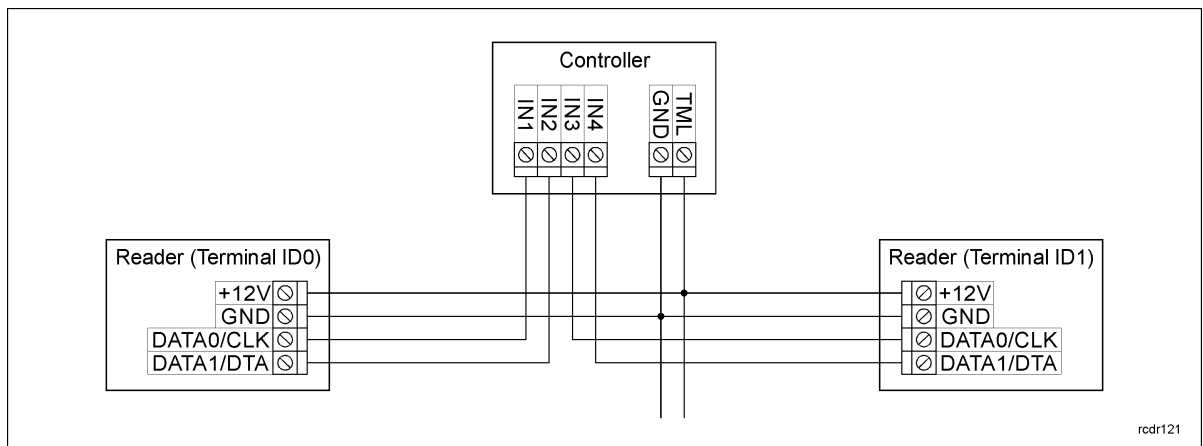 Controller
IN1
IN2
IN3
IN4
GND
TML
Reader (Terminal ID0)
+12V
GND
DATA0/CLK
DATA1/DTA
Reader (Terminal ID1)
+12V
GND
DATA0/CLK
DATA1/DTA
rcdr121